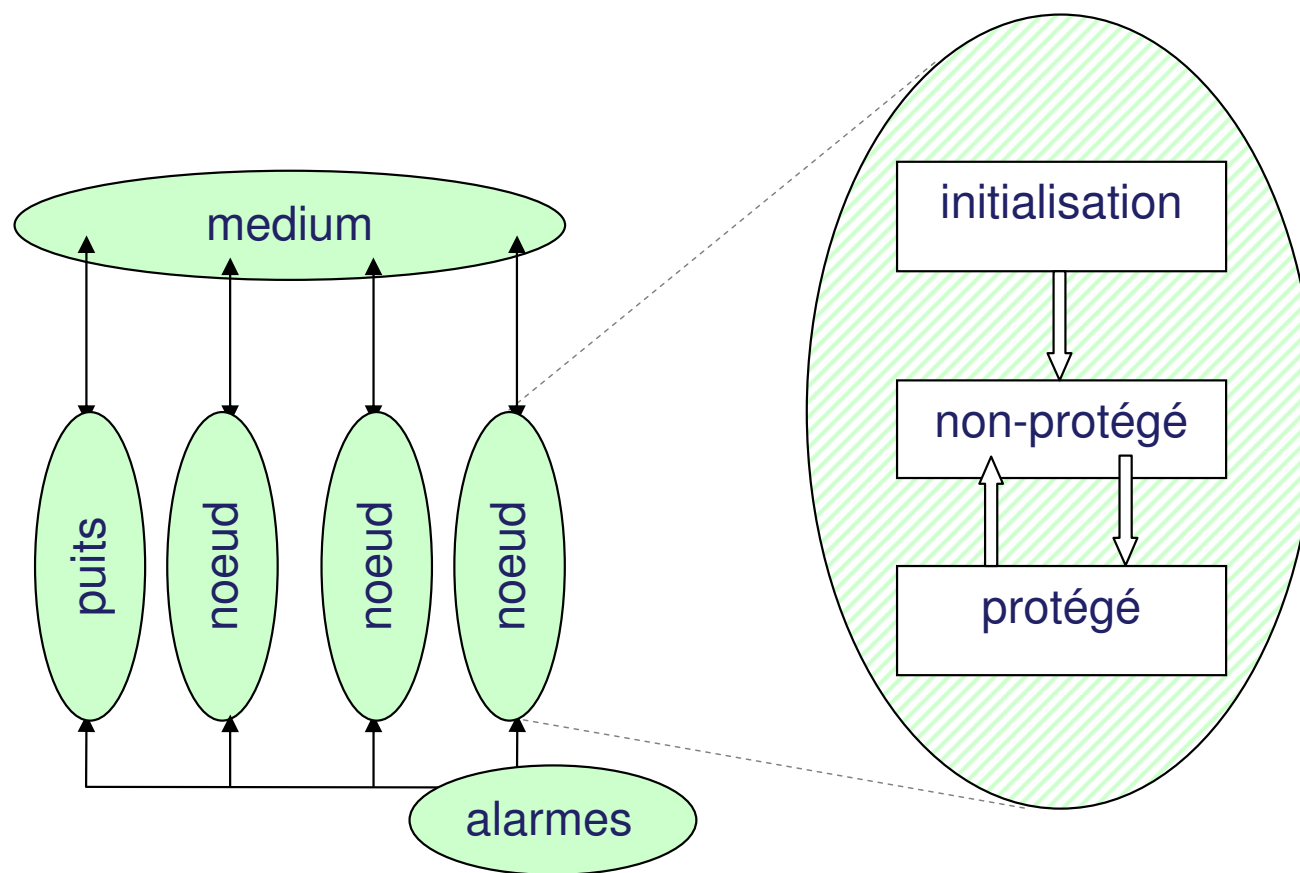 medium
puits
noeud
noeud
noeud
alarmes
initialisation
non-protégé
protégé